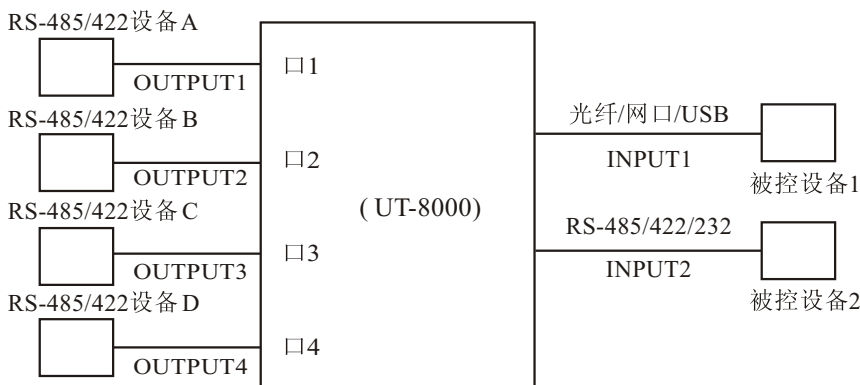 RS-485/422设备A
OUTPUT1
口1
RS-485/422设备B
OUTPUT2
口2
RS-485/422设备C
OUTPUT3
口3
RS-485/422设备D
OUTPUT4
口4
( UT-8000)
光纤/网口/USB
INPUT1
被控设备1
RS-485/422/232
INPUT2
被控设备2